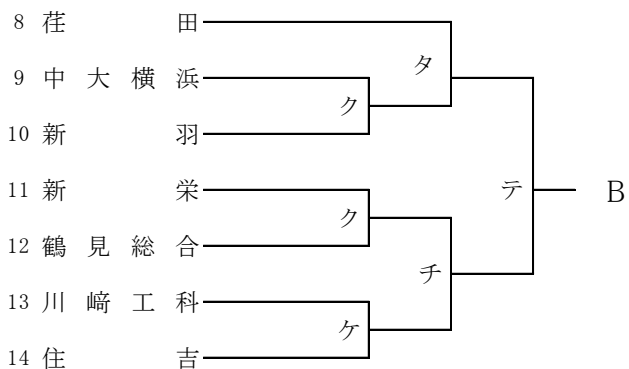 8 荏田
タ
9 中大横浜
ク
10 新羽
11 新栄
テ B
ク
12 鶴見総合
チ
13 川﨑工科
ケ
14 住吉